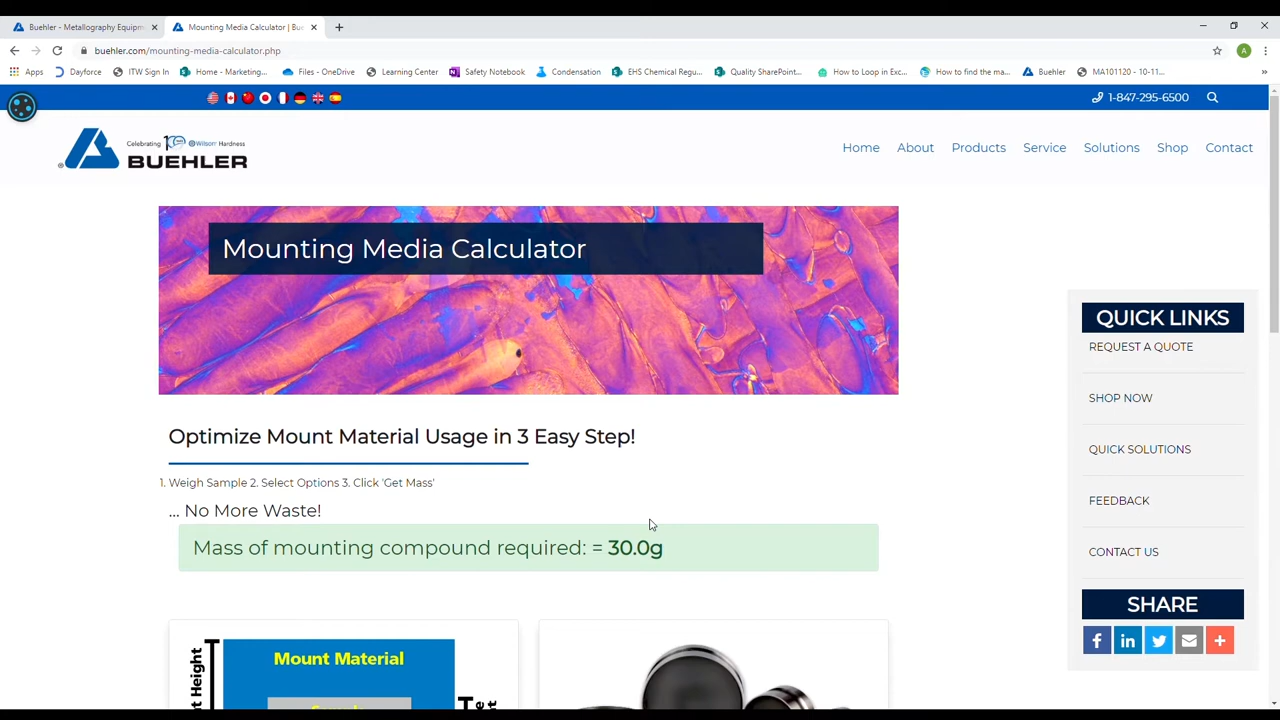 Buehler - Metallography Equipm
Mounting Media Calculator | Bue
buehler.com/mounting-media-calculator.php
A
Apps
Dayforce
ITW Sign In
Home - Marketing...
Files - OneDrive
Learning Center
Safety Notebook
Condensation
EHS Chemical Regu...
Quality SharePoint...
How to Loop in Exc...
How to find the ma...
Buehler
MA101120 - 10-11...
»
1-847-295-6500
Celebrating Wilson® Hardness
® BUEHLER
Home
About
Products
Service
Solutions
Shop
Contact
Mounting Media Calculator
QUICK LINKS
REQUEST A QUOTE
SHOP NOW
QUICK SOLUTIONS
FEEDBACK
CONTACT US
SHARE
Optimize Mount Material Usage in 3 Easy Step!
1. Weigh Sample 2. Select Options 3. Click 'Get Mass'
... No More Waste!
Mass of mounting compound required: = 30.0g
Mount Material
Height